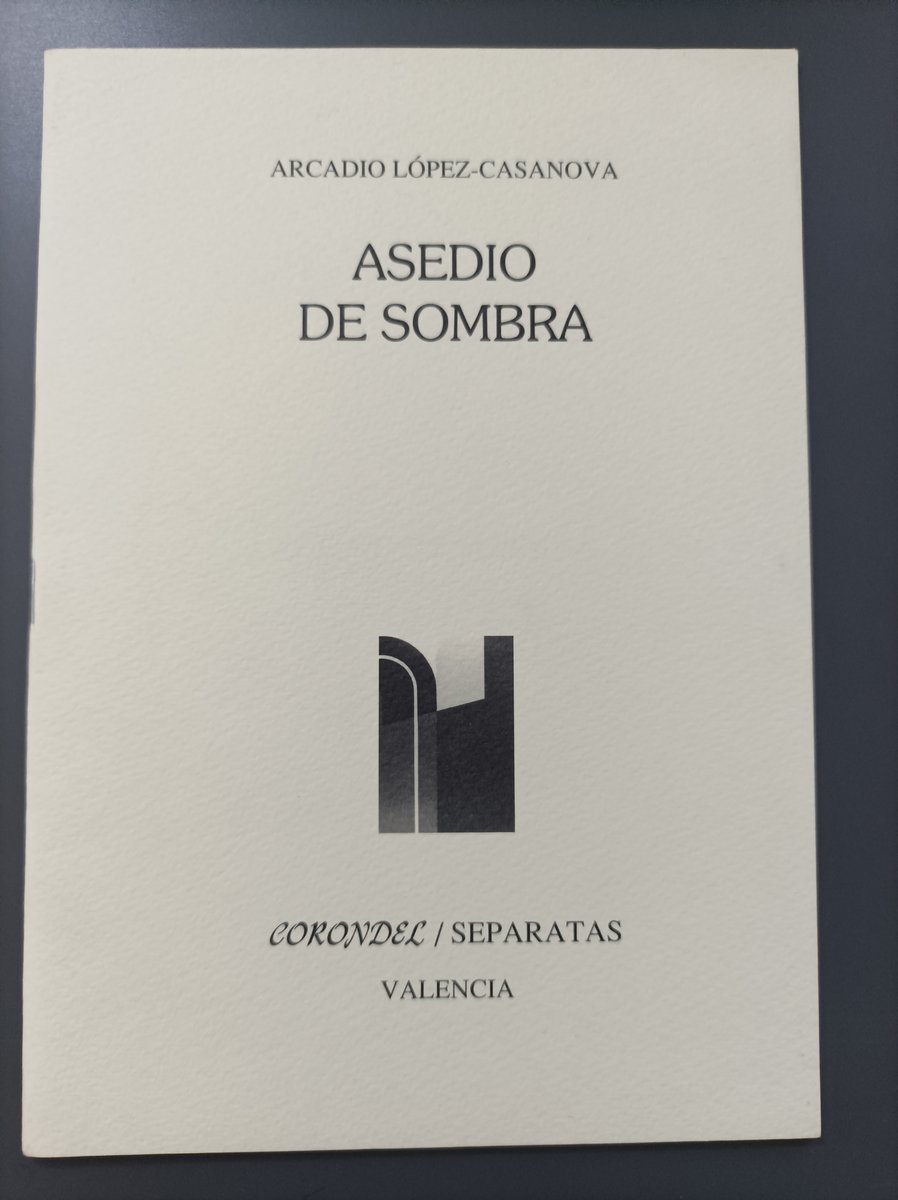 ARCADIO LÓPEZ-CASANOVA
ASEDIO
DE SOMBRA
CORONDEL / SEPARATAS
VALENCIA